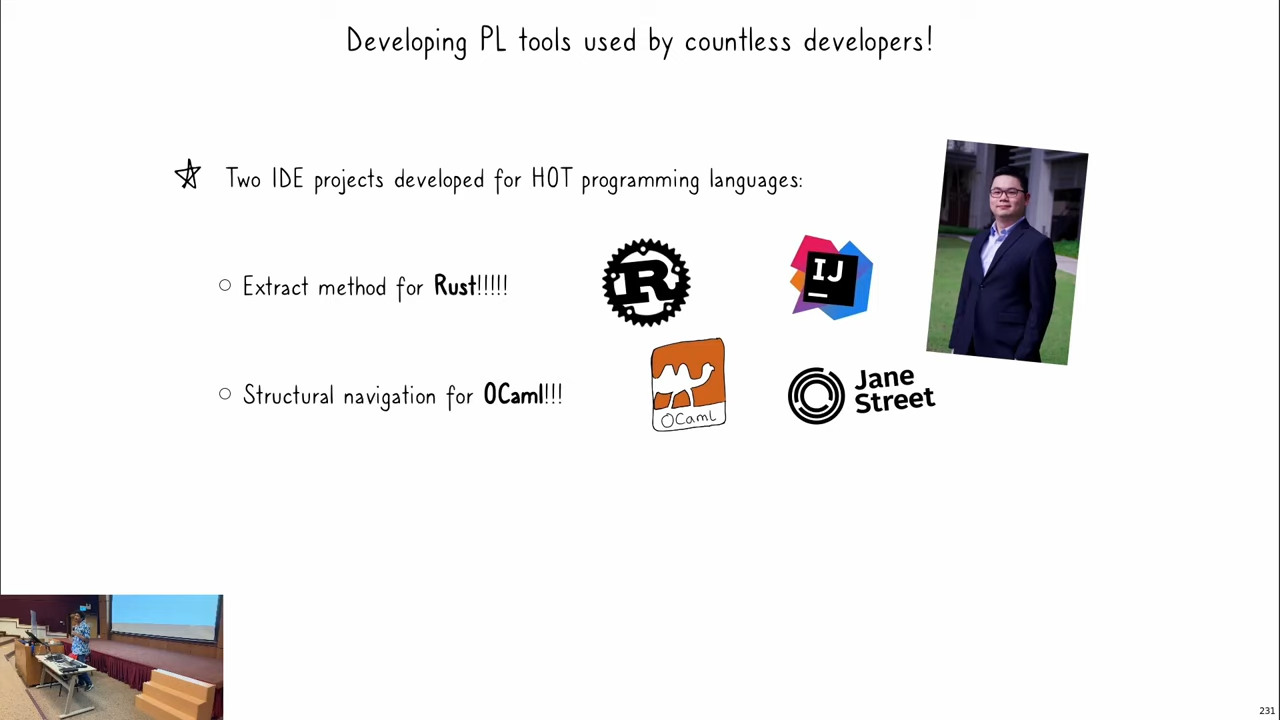 Developing PL tools used by countless developers!
Two IDE projects developed for HOT programming languages:
Extract method for Rust!!!!!
R
IJ
Structural navigation for OCaml!!!
OCaml
Jane
Street
231